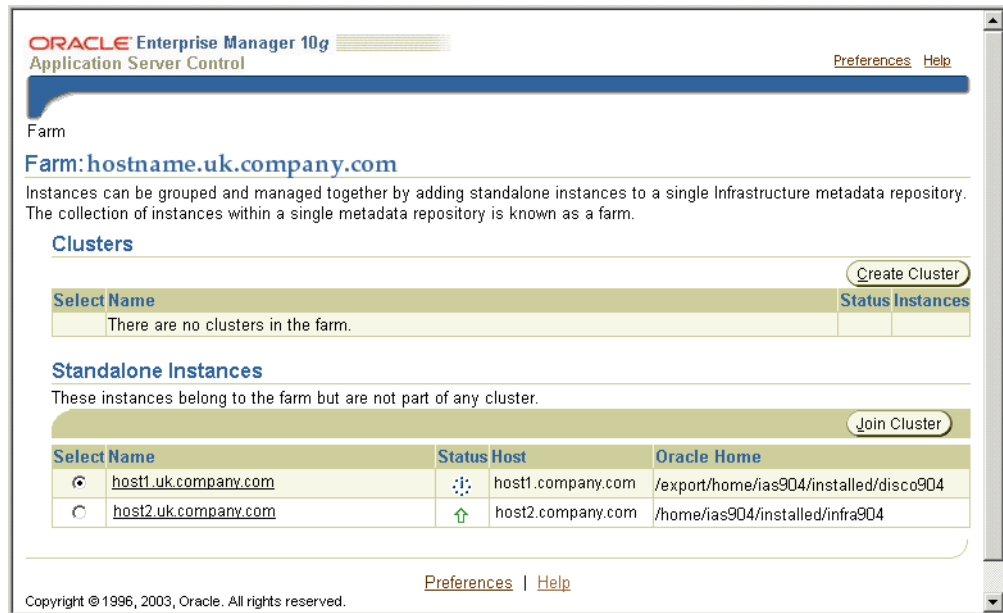 ORACLE Enterprise Manager 10g
Application Server Control
Preferences Help
Farm
Farm: hostname.uk.company.com
Instances can be grouped and managed together by adding standalone instances to a single Infrastructure metadata repository.
The collection of instances within a single metadata repository is known as a farm.
Clusters
Create Cluster
Select Name Status Instances
There are no clusters in the farm.
Standalone Instances
These instances belong to the farm but are not part of any cluster.
Join Cluster
Select Name Status Host Oracle Home
host1.uk.company.com host1.company.com /export/home/ias904/installed/disco904
host2.uk.company.com host2.company.com /home/ias904/installed/infra904
Preferences | Help
Copyright © 1996, 2003, Oracle. All rights reserved.